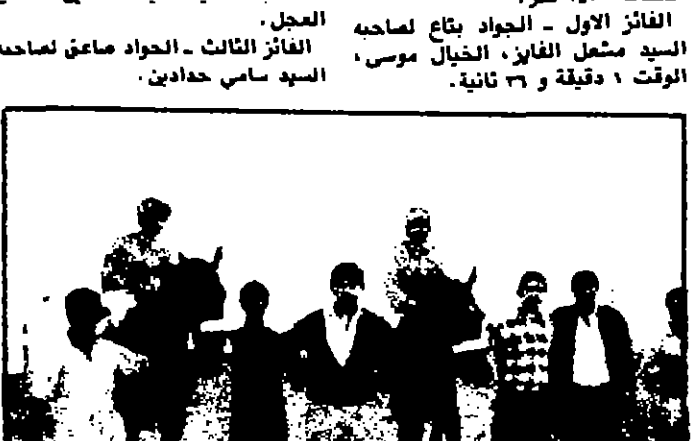 الفائز الاول ـ الجواد بتاع لصاحبه
السيد مشعل الفايز، الخيال موسى،
الوقت ١ دقيقة و ٣٦ ثانية.
العجل.
الفائز الثالث ـ الجواد صاعق لصاحبه
السيد سامي حدادين.